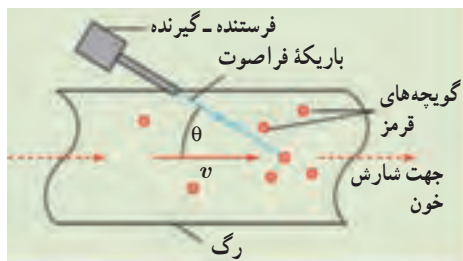 فرستنده ـ گیرنده
باریکهٔ فراصوت
گویچه‌های
قرمز
θ
v
جهت شارش
خون
رگ